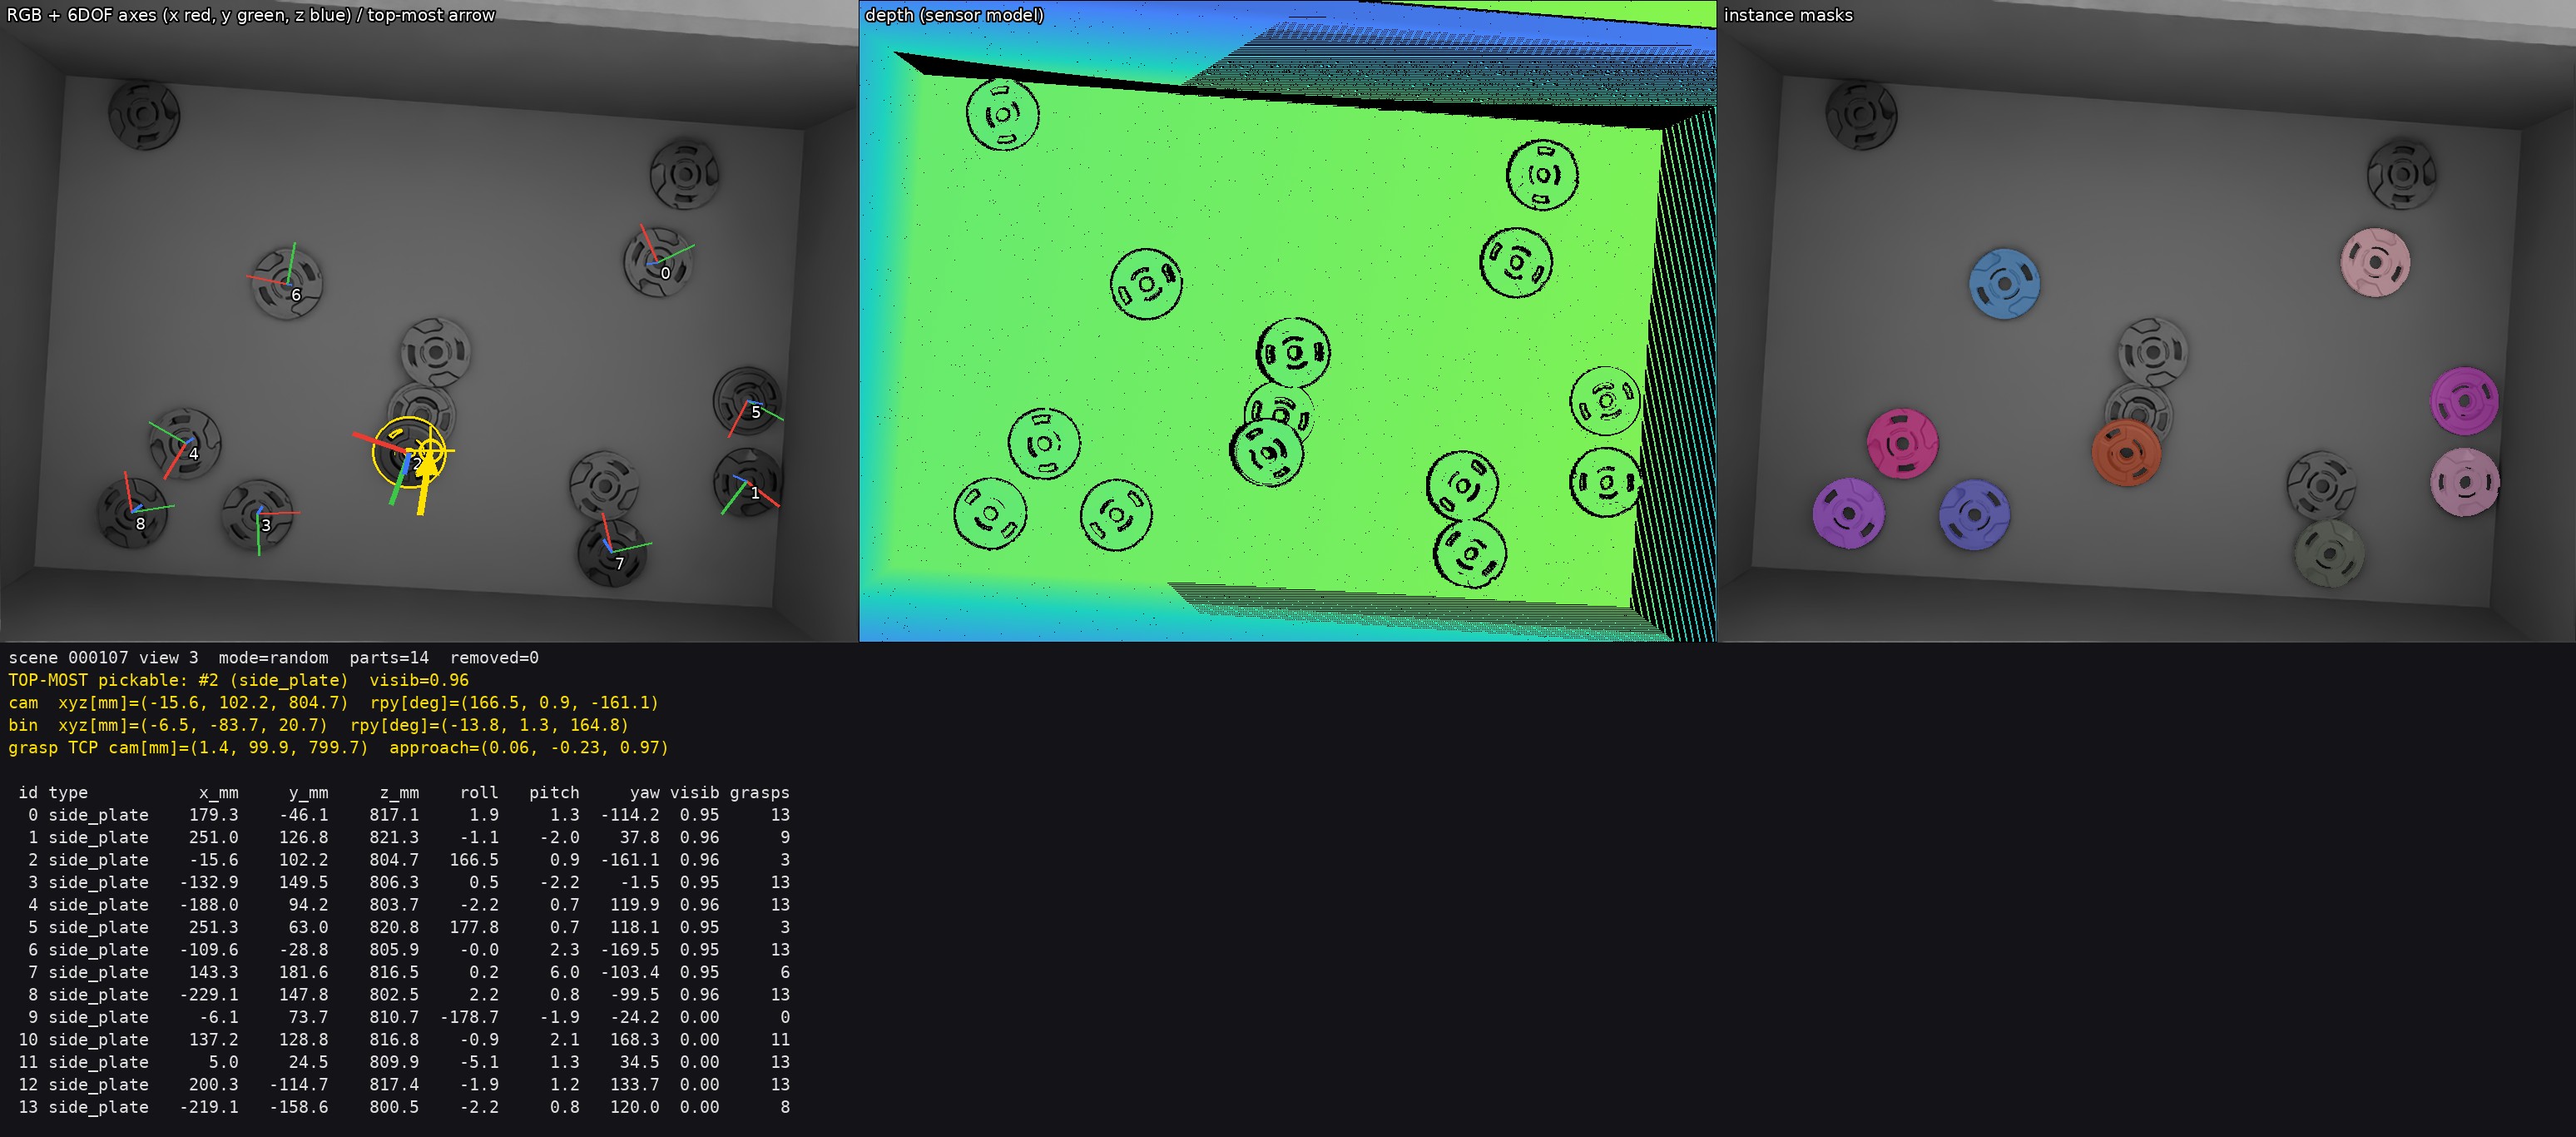 RGB + 6DOF axes (x red, y green, z blue) / top-most arrow
depth (sensor model)
instance masks
0
6
5
2
4
1
3
8
7
scene 000107 view 3  mode=random  parts=14  removed=0
TOP-MOST pickable: #2 (side_plate)  visib=0.96
cam  xyz[mm]=(-15.6, 102.2, 804.7)  rpy[deg]=(166.5, 0.9, -161.1)
bin  xyz[mm]=(-6.5, -83.7, 20.7)  rpy[deg]=(-13.8, 1.3, 164.8)
grasp TCP cam[mm]=(1.4, 99.9, 799.7)  approach=(0.06, -0.23, 0.97)
id type x_mm y_mm z_mm roll pitch yaw visib grasps
0 side_plate 179.3 -46.1 817.1 1.9 1.3 -114.2 0.95 13
1 side_plate 251.0 126.8 821.3 -1.1 -2.0 37.8 0.96 9
2 side_plate -15.6 102.2 804.7 166.5 0.9 -161.1 0.96 3
3 side_plate -132.9 149.5 806.3 0.5 -2.2 -1.5 0.95 13
4 side_plate -188.0 94.2 803.7 -2.2 0.7 119.9 0.96 13
5 side_plate 251.3 63.0 820.8 177.8 0.7 118.1 0.95 3
6 side_plate -109.6 -28.8 805.9 -0.0 2.3 -169.5 0.95 13
7 side_plate 143.3 181.6 816.5 0.2 6.0 -103.4 0.95 6
8 side_plate -229.1 147.8 802.5 2.2 0.8 -99.5 0.96 13
9 side_plate -6.1 73.7 810.7 -178.7 -1.9 -24.2 0.00 0
10 side_plate 137.2 128.8 816.8 -0.9 2.1 168.3 0.00 11
11 side_plate 5.0 24.5 809.9 -5.1 1.3 34.5 0.00 13
12 side_plate 200.3 -114.7 817.4 -1.9 1.2 133.7 0.00 13
13 side_plate -219.1 -158.6 800.5 -2.2 0.8 120.0 0.00 8